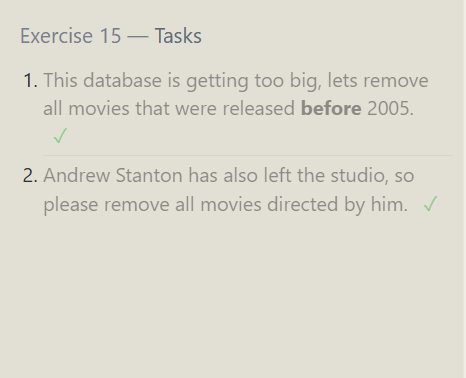 Exercise 15 — Tasks
1. This database is getting too big, lets remove
all movies that were released before 2005.
✓
2. Andrew Stanton has also left the studio, so
please remove all movies directed by him. ✓